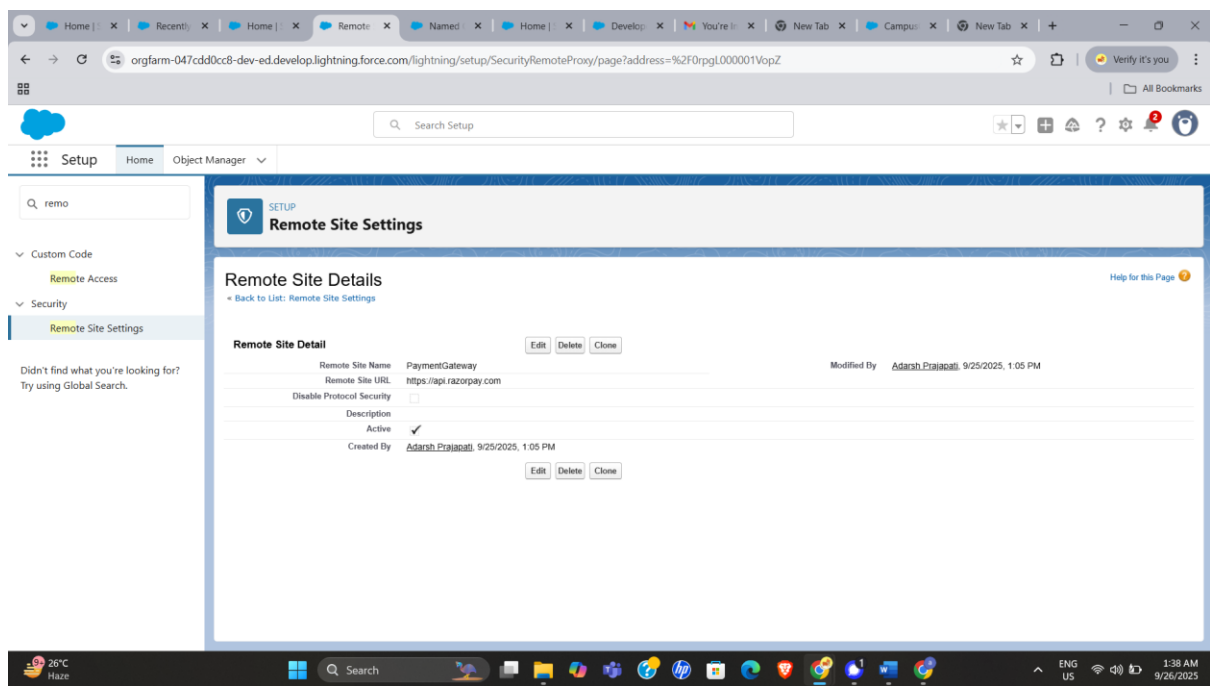 Home |
Recently
Home |
Remote
Named
Home |
Develop
You're in
New Tab
Campus
New Tab
orgfarm-047cdd0cc8-dev-ed.develop.lightning.force.com/lightning/setup/SecurityRemoteProxy/page?address=%2F0rpgL000001VopZ
Verify it's you
All Bookmarks
Search Setup
2
Setup
Home
Object Manager
remo
SETUP
Remote Site Settings
Custom Code
Remote Access
Security
Remote Site Settings
Didn't find what you're looking for?
Try using Global Search.
Remote Site Details
Help for this Page
« Back to List: Remote Site Settings
Remote Site Detail Edit Delete Clone
Remote Site Name PaymentGateway Modified By Adarsh Prajapati, 9/25/2025, 1:05 PM
Remote Site URL https://api.razorpay.com
Disable Protocol Security
Description
Active ✓
Created By Adarsh Prajapati, 9/25/2025, 1:05 PM
Edit Delete Clone
9+
26°C
Haze
Search
hp
1
ENG
US
1:38 AM
9/26/2025